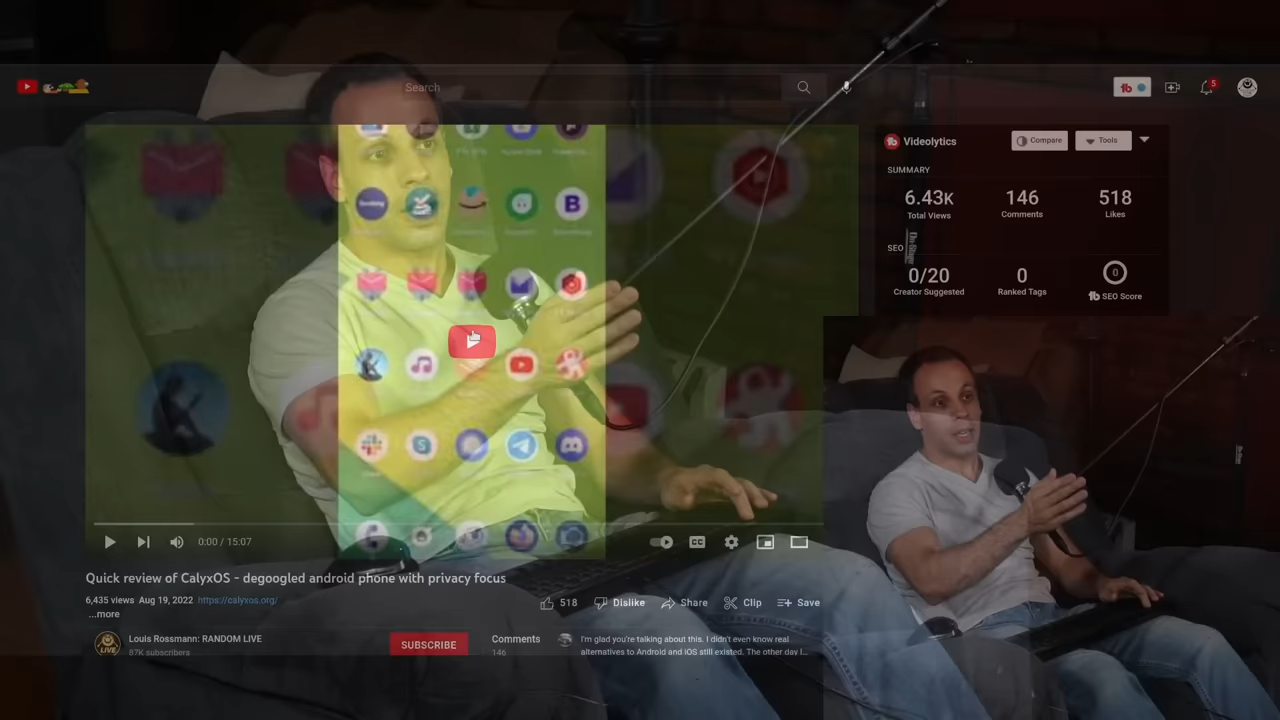 Search
5
Videolytics
Compare
Tools
SUMMARY
6.43K
146
518
Total Views
Comments
Likes
SEO
0/20
0
0
Creator Suggested
Ranked Tags
tb SEO Score
0:00 / 15:07
CC
Quick review of CalyxOS - degoogled android phone with privacy focus
6,435 views Aug 19, 2022 https://calyxos.org/
...more
518
Dislike
Share
Clip
Save
Louis Rossmann: RANDOM LIVE
87K subscribers
SUBSCRIBE
Comments
146
I'm glad you're talking about this. I didn't even know real
alternatives to Android and iOS still existed. The other day I...
LIVE